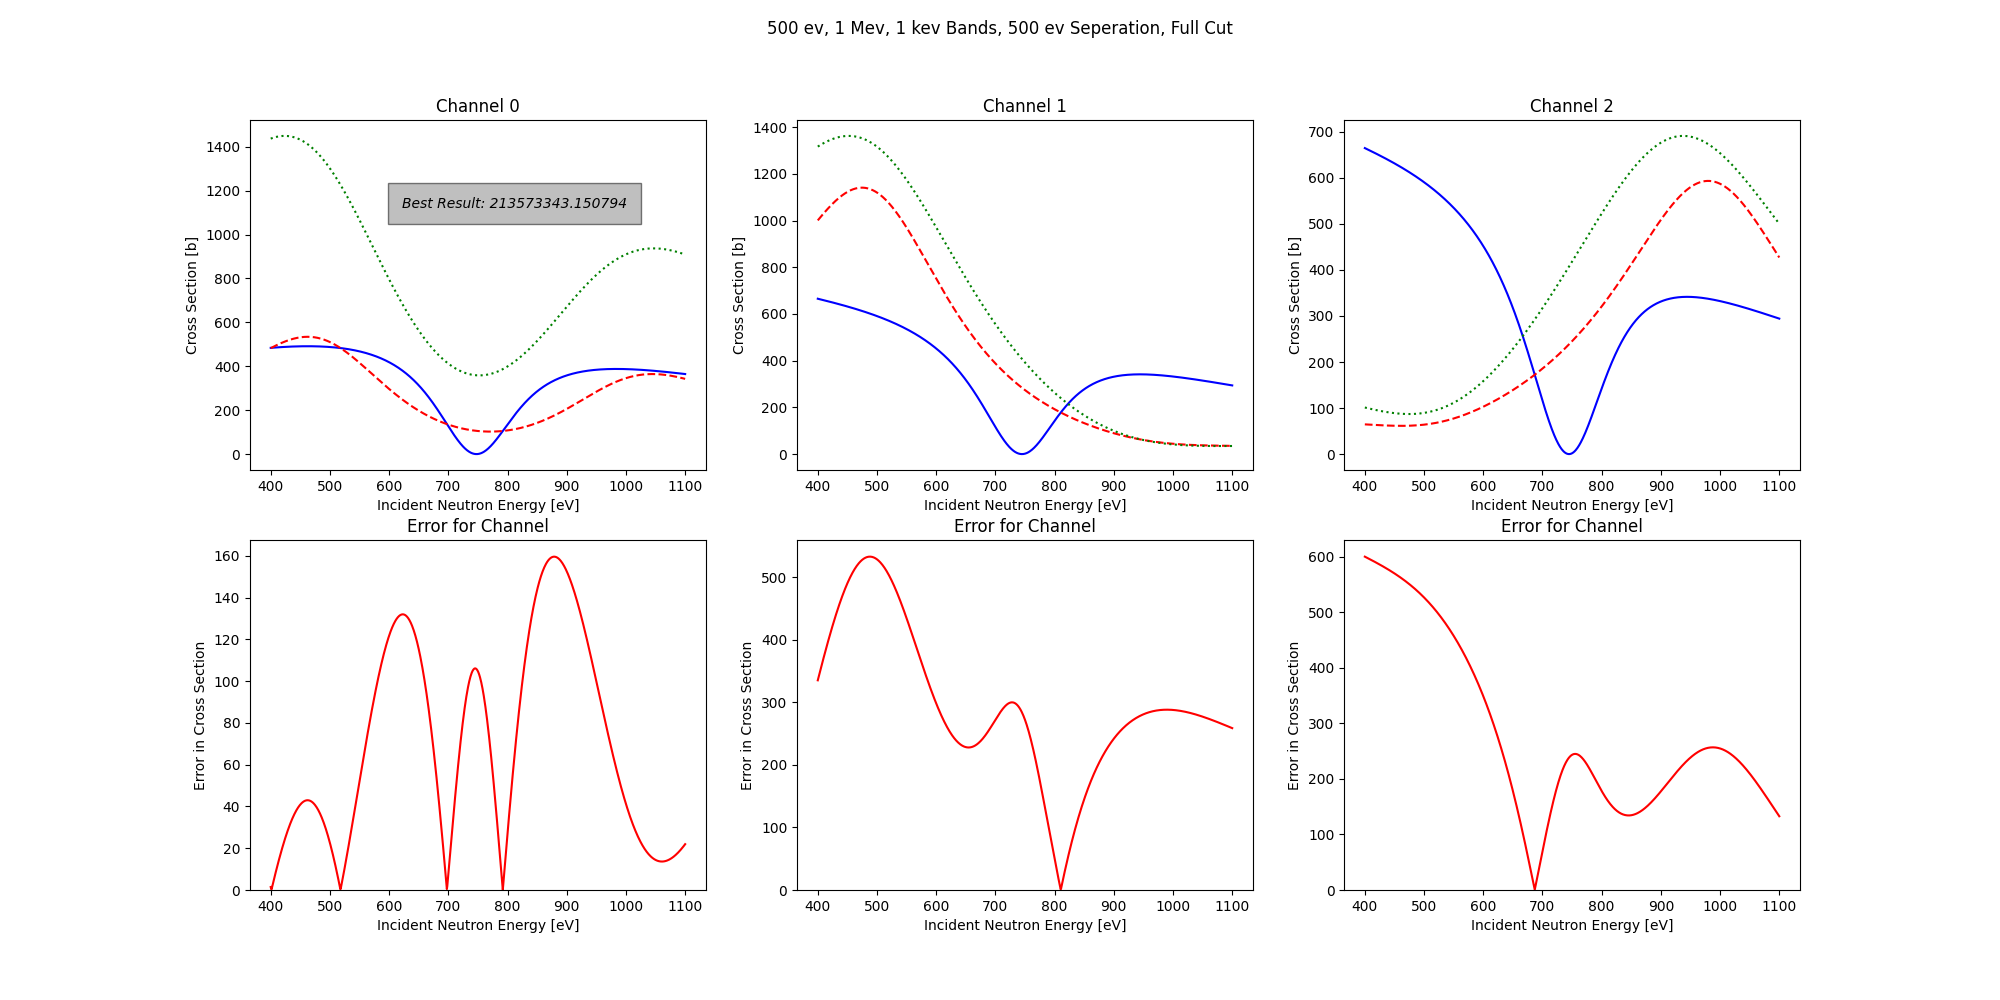 500 ev, 1 Mev, 1 kev Bands, 500 ev Seperation, Full Cut
Channel 0
1400
1200
1000
800
600
400
200
0
Cross Section [b]
Best Result: 213573343.150794
400 500 600 700 800 900 1000 1100
Incident Neutron Energy [eV]
Channel 1
1400
1200
1000
800
600
400
200
0
Cross Section [b]
400 500 600 700 800 900 1000 1100
Incident Neutron Energy [eV]
Channel 2
700
600
500
400
300
200
100
0
Cross Section [b]
400 500 600 700 800 900 1000 1100
Incident Neutron Energy [eV]
Error for Channel
160
140
120
100
80
60
40
20
0
Error in Cross Section
400 500 600 700 800 900 1000 1100
Incident Neutron Energy [eV]
Error for Channel
500
400
300
200
100
0
Error in Cross Section
400 500 600 700 800 900 1000 1100
Incident Neutron Energy [eV]
Error for Channel
600
500
400
300
200
100
0
Error in Cross Section
400 500 600 700 800 900 1000 1100
Incident Neutron Energy [eV]